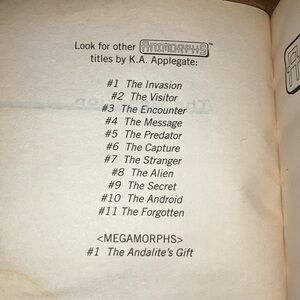 Look for other ANIMORPHS™
titles by K.A. Applegate:
#1 The Invasion
#2 The Visitor
#3 The Encounter
#4 The Message
#5 The Predator
#6 The Capture
#7 The Stranger
#8 The Alien
#9 The Secret
#10 The Android
#11 The Forgotten
<MEGAMORPHS>
#1 The Andalite's Gift